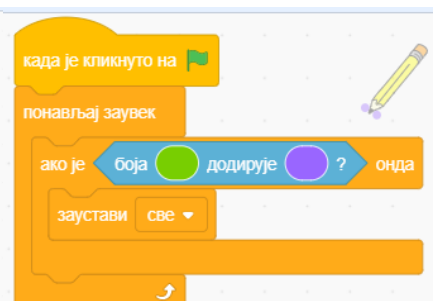 када је кликнуто на
понављај заувек
ако је боја додирује ? онда
заустави све